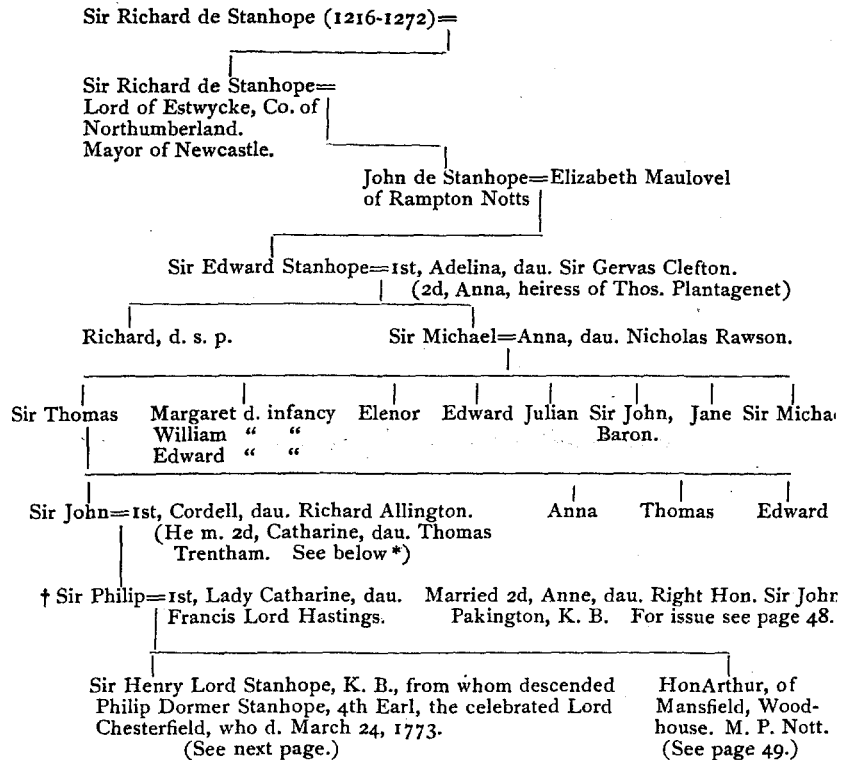 Sir Richard de Stanhope (1216-1272)=
Sir Richard de Stanhope=
Lord of Estwycke, Co. of
Northumberland.
Mayor of Newcastle.
John de Stanhope=Elizabeth Maulovel
of Rampton Notts
Sir Edward Stanhope=1st, Adelina, dau. Sir Gervas Clefton.
(2d, Anna, heiress of Thos. Plantagenet)
Richard, d. s. p. Sir Michael=Anna, dau. Nicholas Rawson.
Sir Thomas Margaret d. infancy Elenor Edward Julian Sir John, Jane Sir Micha
William “ “ Baron.
Edward “ “
Sir John=1st, Cordell, dau. Richard Allington. Anna Thomas Edward
(He m. 2d, Catharine, dau. Thomas
Trentham. See below *)
† Sir Philip=1st, Lady Catharine, dau. Married 2d, Anne, dau. Right Hon. Sir John
Francis Lord Hastings. Pakington, K. B. For issue see page 48.
Sir Henry Lord Stanhope, K. B., from whom descended HonArthur, of
Philip Dormer Stanhope, 4th Earl, the celebrated Lord Mansfield, Wood-
Chesterfield, who d. March 24, 1773. house. M. P. Nott.
(See next page.) (See page 49.)